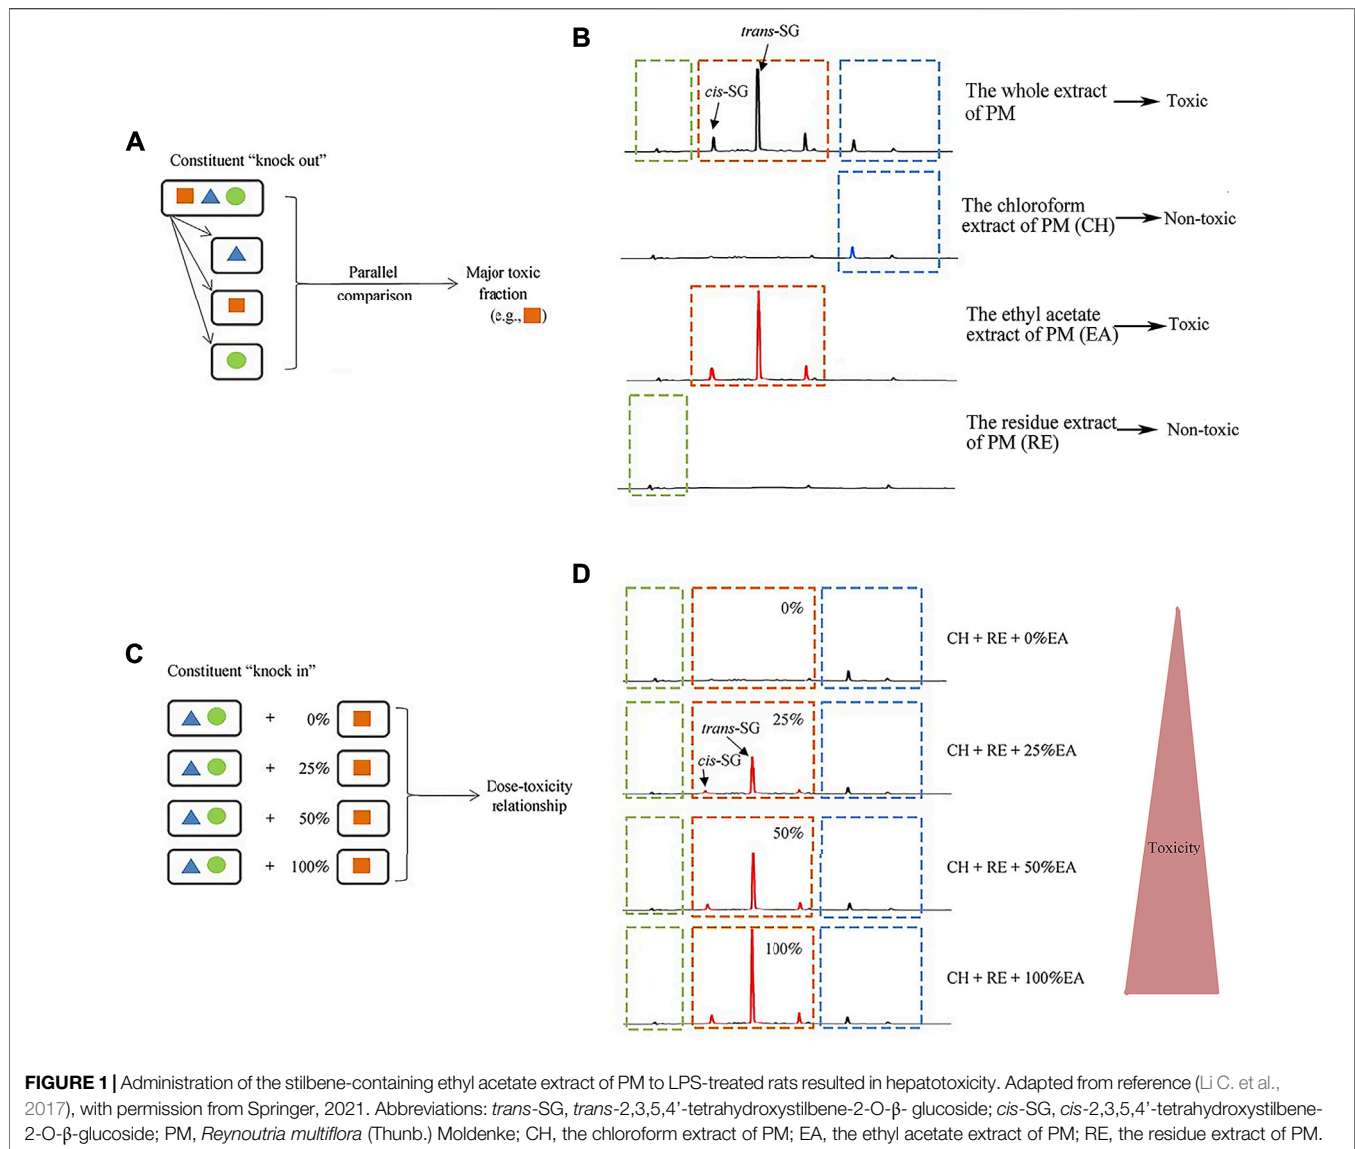 A
Constituent “knock out”
Parallel
comparison
Major toxic
fraction
(e.g., )
B
trans-SG
cis-SG
The whole extract
of PM
Toxic
The chloroform
extract of PM (CH)
Non-toxic
The ethyl acetate
extract of PM (EA)
Toxic
The residue extract
of PM (RE)
Non-toxic
C
Constituent “knock in”
+ 0%
+ 25%
+ 50%
+ 100%
Dose-toxicity
relationship
D
0%
CH + RE + 0%EA
25%
trans-SG
cis-SG
CH + RE + 25%EA
50%
CH + RE + 50%EA
100%
CH + RE + 100%EA
Toxicity
FIGURE 1 | Administration of the stilbene-containing ethyl acetate extract of PM to LPS-treated rats resulted in hepatotoxicity. Adapted from reference (Li C. et al.,
2017), with permission from Springer, 2021. Abbreviations: trans-SG, trans-2,3,5,4’-tetrahydroxystilbene-2-O-β- glucoside; cis-SG, cis-2,3,5,4’-tetrahydroxystilbene-
2-O-β-glucoside; PM, Reynoutria multiflora (Thunb.) Moldenke; CH, the chloroform extract of PM; EA, the ethyl acetate extract of PM; RE, the residue extract of PM.